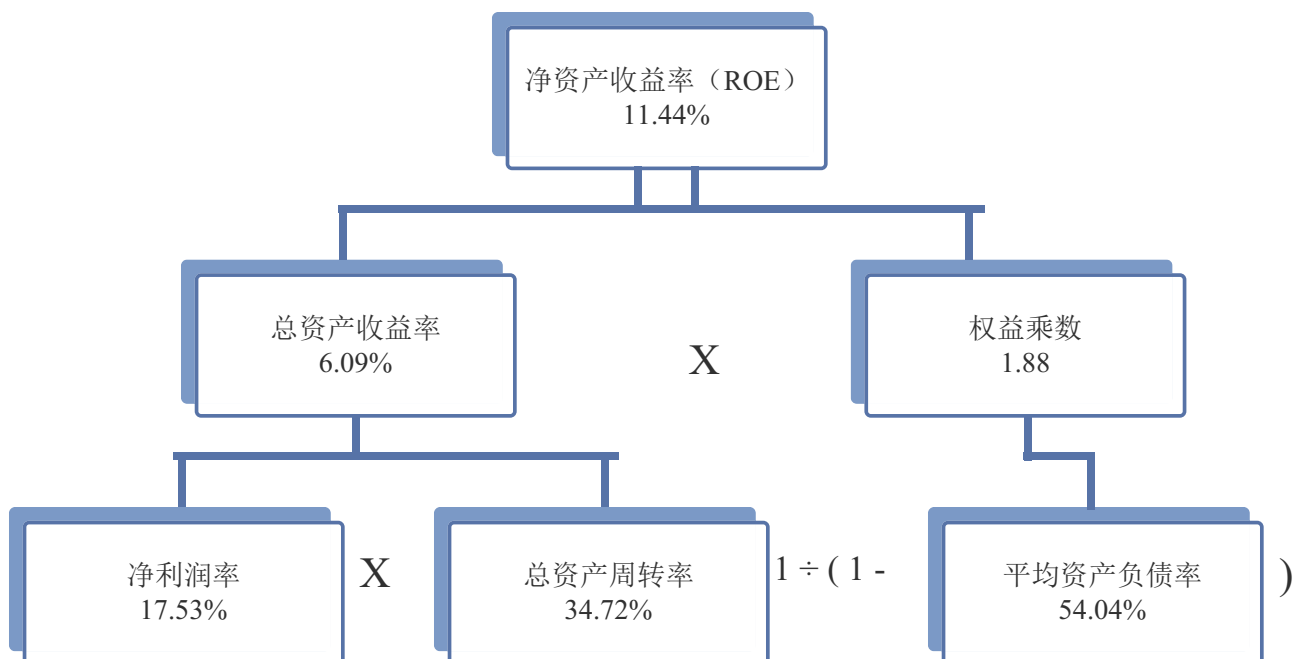 净资产收益率（ROE）
11.44%
总资产收益率
6.09%
X
权益乘数
1.88
净利润率
17.53%
X
总资产周转率
34.72%
1 ÷ ( 1 -
平均资产负债率
54.04%
)